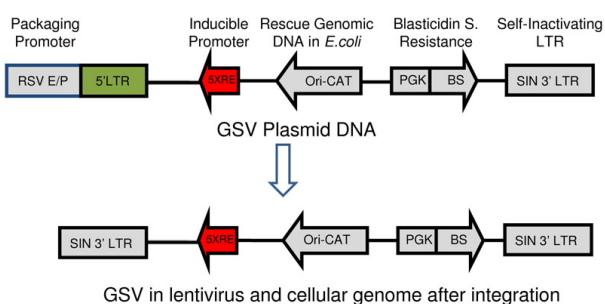 Packaging Promoter
Inducible Promoter
Rescue Genomic DNA in E.coli
Blasticidin S. Resistance
Self-Inactivating LTR
RSV E/P
5'LTR
5XRE
Ori-CAT
PGK
BS
SIN 3' LTR
GSV Plasmid DNA
SIN 3' LTR
5XRE
Ori-CAT
PGK
BS
SIN 3' LTR
GSV in lentivirus and cellular genome after integration